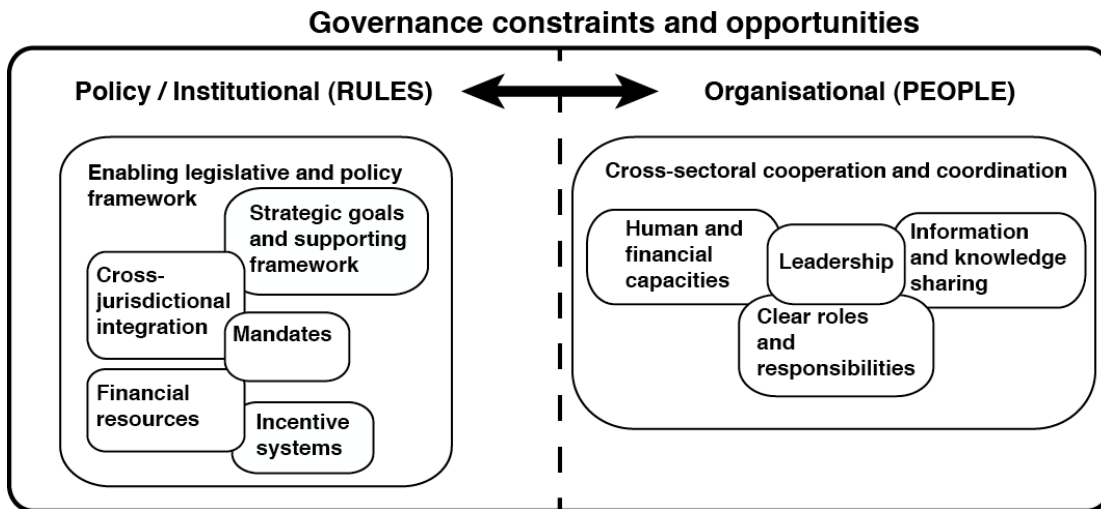 Governance constraints and opportunities
Policy / Institutional (RULES)
Enabling legislative and policy
framework
Strategic goals
and supporting
framework
Cross-
jurisdictional
integration
Mandates
Financial
resources
Incentive
systems
Organisational (PEOPLE)
Cross-sectoral cooperation and coordination
Human and
financial
capacities
Leadership
Information
and knowledge
sharing
Clear roles
and
responsibilities